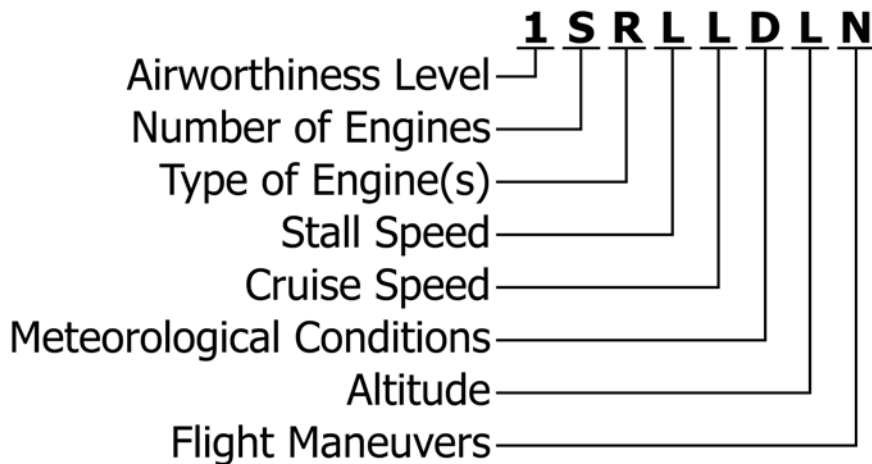 1 S R L L D L N
Airworthiness Level
Number of Engines
Type of Engine(s)
Stall Speed
Cruise Speed
Meteorological Conditions
Altitude
Flight Maneuvers